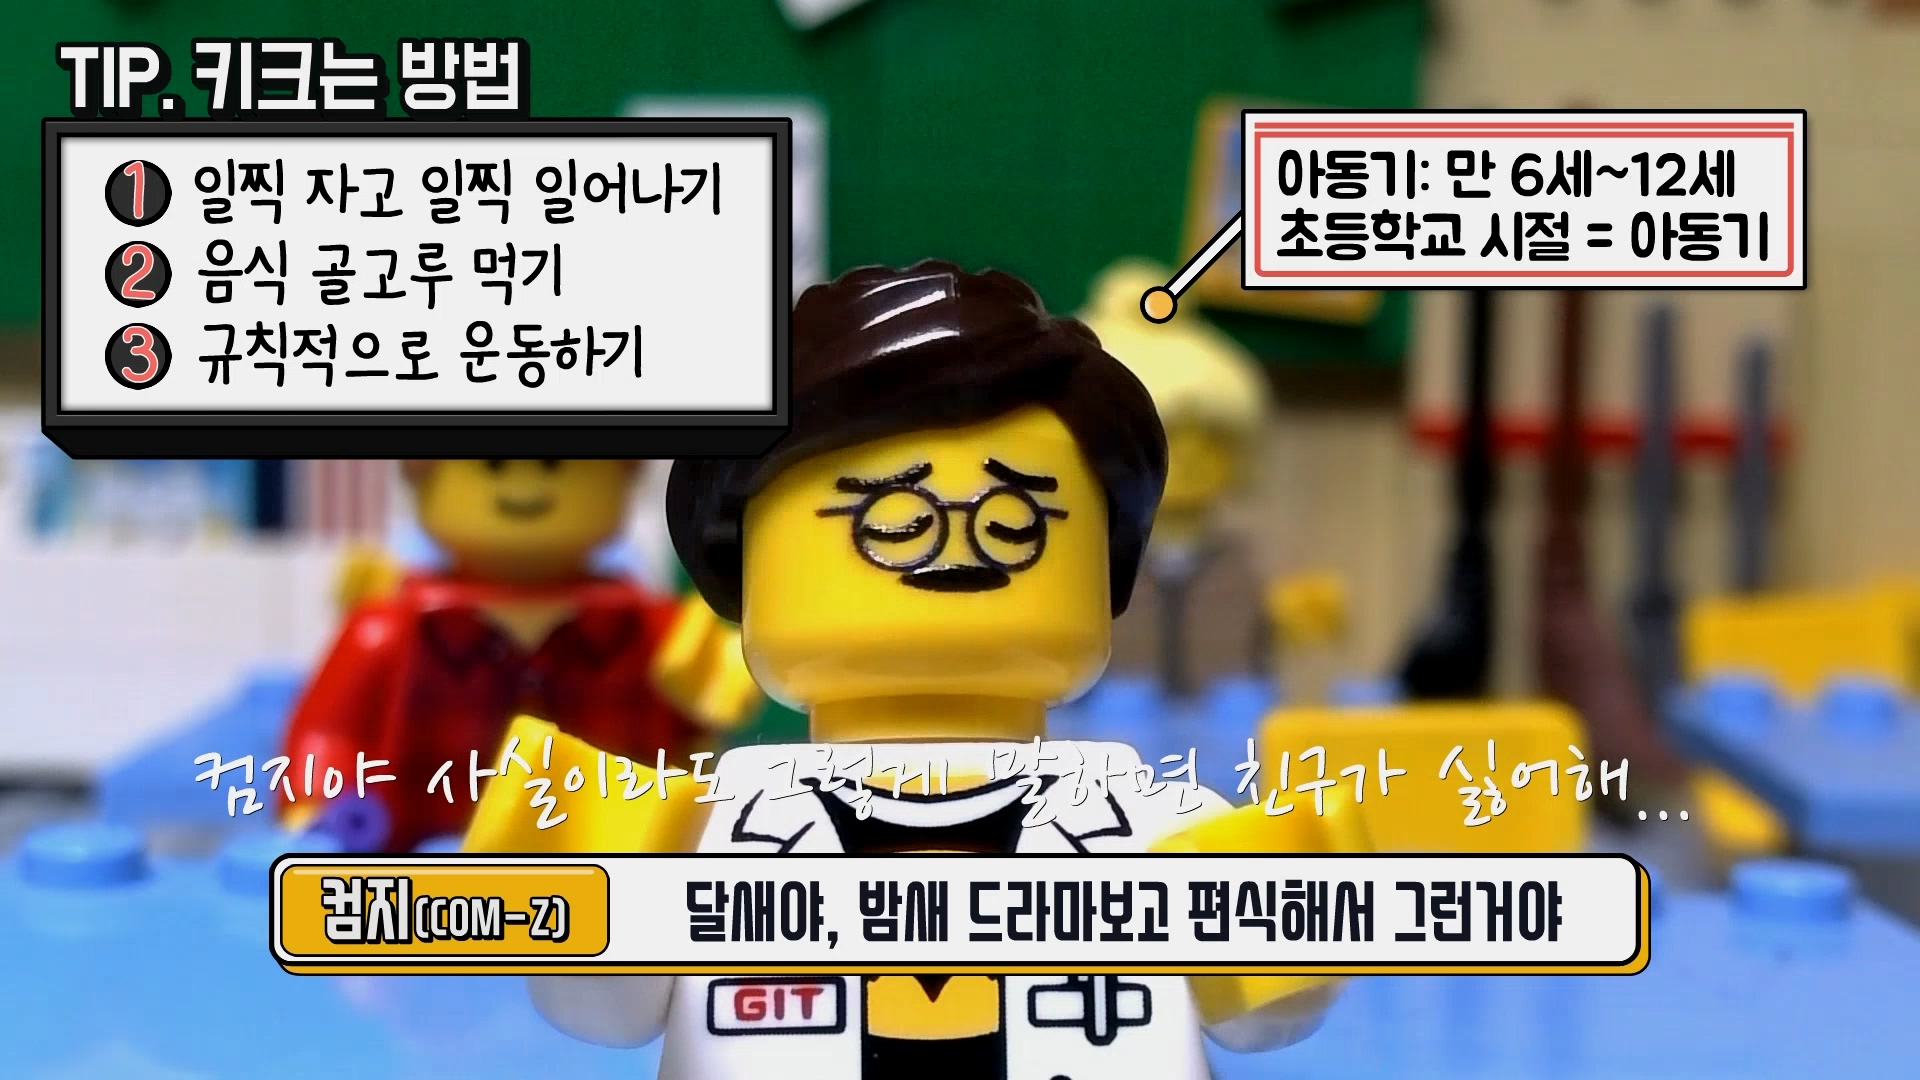 TIP. 키크는 방법
1 일찍 자고 일찍 일어나기
2 음식 골고루 먹기
3 규칙적으로 운동하기
아동기: 만 6세~12세
초등학교 시절 = 아동기
컴지야 사실이라도 그렇게 말하면 친구가 싫어해...
컴지(COM-Z) 달새야, 밤새 드라마보고 편식해서 그런거야
GIT